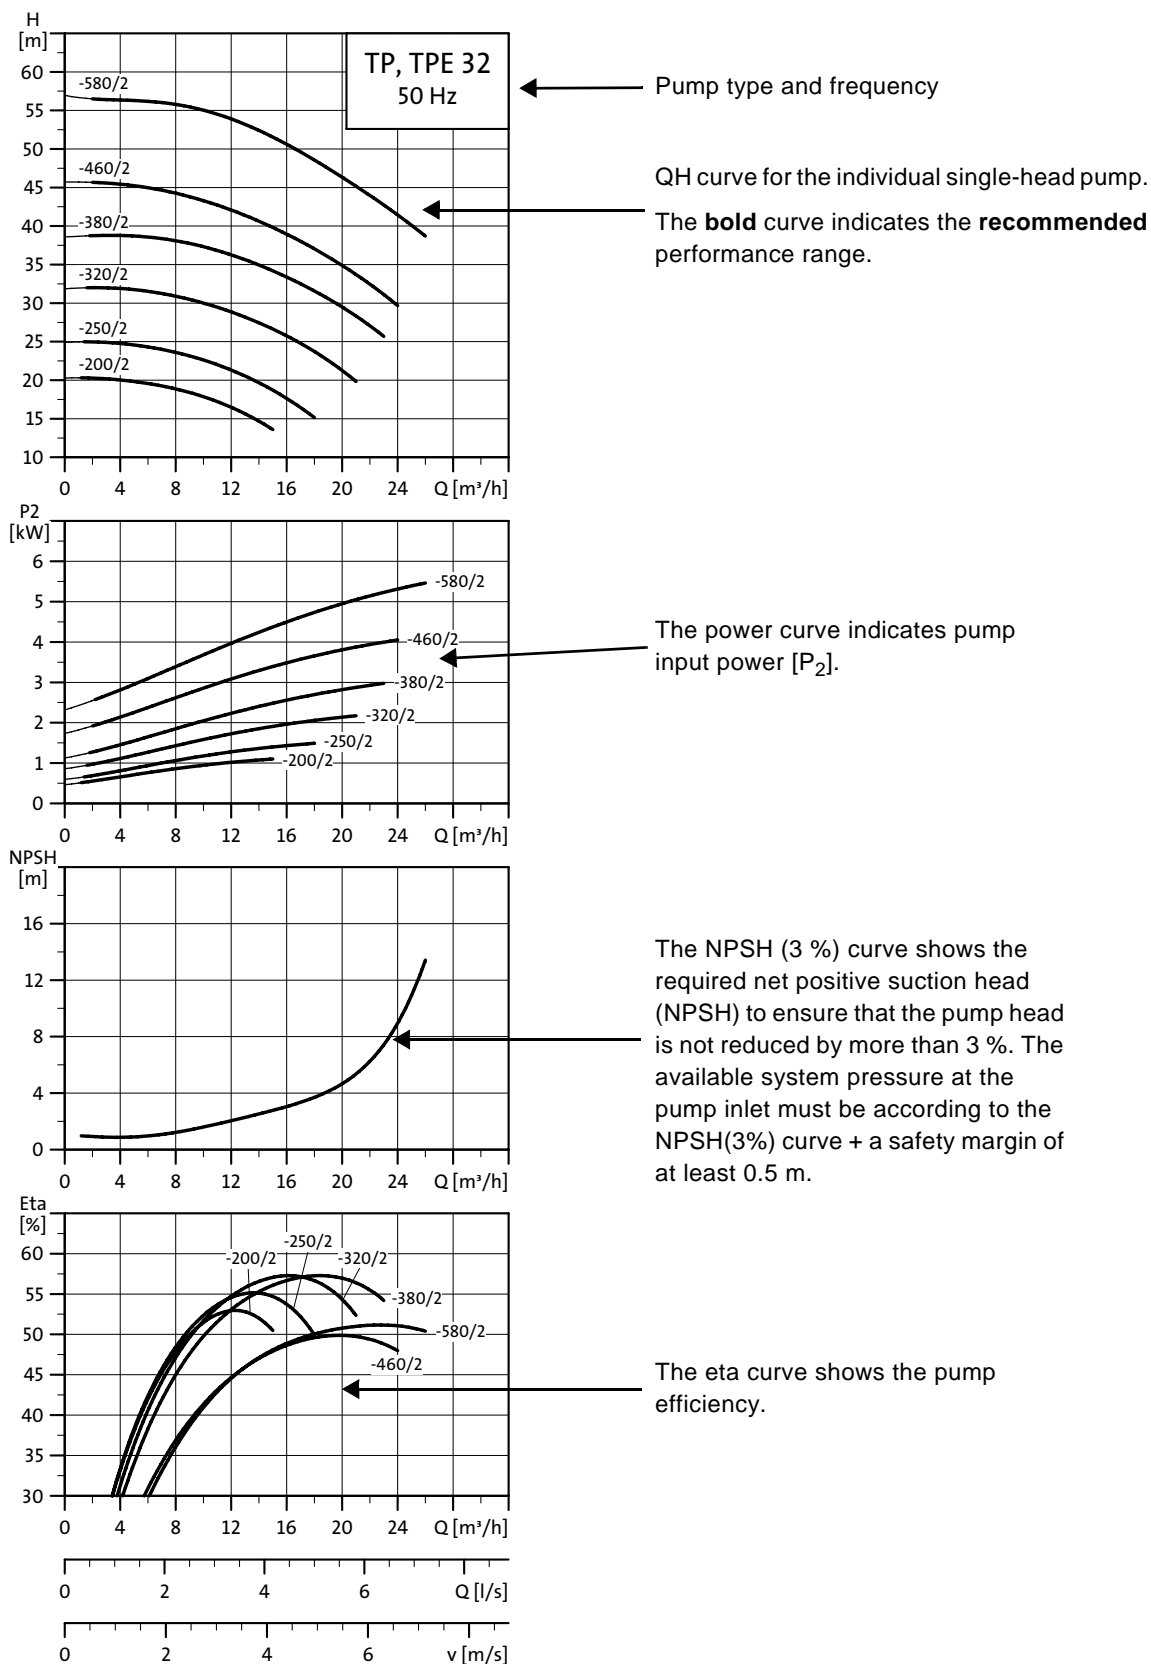 H
[m]
TP, TPE 32
50 Hz
60
55
50
45
40
35
30
25
20
15
10
-580/2
-460/2
-380/2
-320/2
-250/2
-200/2
0 4 8 12 16 20 24 Q [m³/h]
Pump type and frequency
QH curve for the individual single-head pump.
The bold curve indicates the recommended
performance range.
P2
[kW]
6
5
4
3
2
1
0
-580/2
-460/2
-380/2
-320/2
-250/2
-200/2
0 4 8 12 16 20 24 Q [m³/h]
The power curve indicates pump
input power [P2].
NPSH
[m]
16
12
8
4
0
0 4 8 12 16 20 24 Q [m³/h]
The NPSH (3 %) curve shows the
required net positive suction head
(NPSH) to ensure that the pump head
is not reduced by more than 3 %. The
available system pressure at the
pump inlet must be according to the
NPSH(3%) curve + a safety margin of
at least 0.5 m.
Eta
[%]
60
55
50
45
40
35
30
-250/2
-200/2
-320/2
-380/2
-580/2
-460/2
0 4 8 12 16 20 24 Q [m³/h]
The eta curve shows the pump
efficiency.
0 2 4 6 Q [l/s]
0 2 4 6 v [m/s]